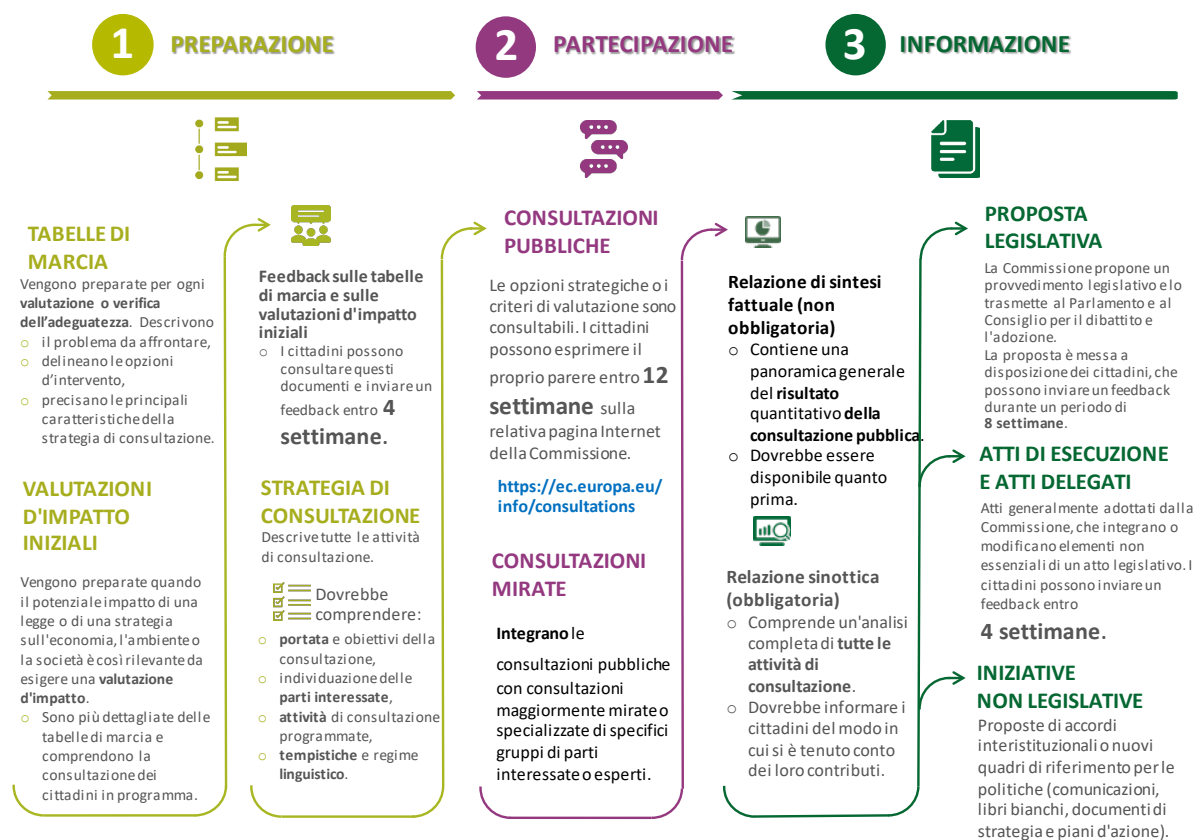 1 PREPARAZIONE
2 PARTECIPAZIONE
3 INFORMAZIONE
TABELLE DI
MARCIA
Vengono preparate per ogni
valutazione o verifica
dell'adeguatezza. Descrivono
o il problema da affrontare,
o delineano le opzioni
d'intervento,
o precisano le principali
caratteristiche della
strategia di consultazione.
VALUTAZIONI
D'IMPATTO
INIZIALI
Vengono preparate quando
il potenziale impatto di una
legge o di una strategia
sull'economia, l'ambiente o
la società è così rilevante da
esigere una valutazione
d'impatto.
o Sono più dettagliate delle
tabelle di marcia e
comprendono la
consultazione dei
cittadini in programma.
Feedback sulle tabelle
di marcia e sulle
valutazioni d'impatto
iniziali
o I cittadini possono
consultare questi
documenti e inviare un
feedback entro 4
settimane.
STRATEGIA DI
CONSULTAZIONE
Descrive tutte le attività
di consultazione.
Dovrebbe
comprendere:
o portata e obiettivi della
consultazione,
o individuazione delle
parti interessate,
o attività di consultazione
programmate,
o tempistiche e regime
linguistico.
CONSULTAZIONI
PUBBLICHE
Le opzioni strategiche o i
criteri di valutazione sono
consultabili. I cittadini
possono esprimere il
proprio parere entro 12
settimane sulla
relativa pagina Internet
della Commissione.
https://ec.europa.eu/
info/consultations
CONSULTAZIONI
MIRATE
Integrano le
consultazioni pubbliche
con consultazioni
maggiormente mirate o
specializzate di specifici
gruppi di parti
interessate o esperti.
Relazione di sintesi
fattuale (non
obbligatoria)
o Contiene una
panoramica generale
del risultato
quantitativo della
consultazione pubblica.
o Dovrebbe essere
disponibile quanto
prima.
Relazione sinottica
(obbligatoria)
o Comprende un'analisi
completa di tutte le
attività di
consultazione.
o Dovrebbe informare i
cittadini del modo in
cui si è tenuto conto
dei loro contributi.
PROPOSTA
LEGISLATIVA
La Commissione propone un
provvedimento legislativo e lo
trasmette al Parlamento e al
Consiglio per il dibattito e
l'adozione.
La proposta è messa a
disposizione dei cittadini, che
possono inviare un feedback
durante un periodo di
8 settimane.
ATTI DI ESECUZIONE
E ATTI DELEGATI
Atti generalmente adottati dalla
Commissione, che integrano o
modificano elementi non
essenziali di un atto legislativo. I
cittadini possono inviare un
feedback entro
4 settimane.
INIZIATIVE
NON LEGISLATIVE
Proposte di accordi
interistituzionali o nuovi
quadri di riferimento per le
politiche (comunicazioni,
libri bianchi, documenti di
strategia e piani d'azione).